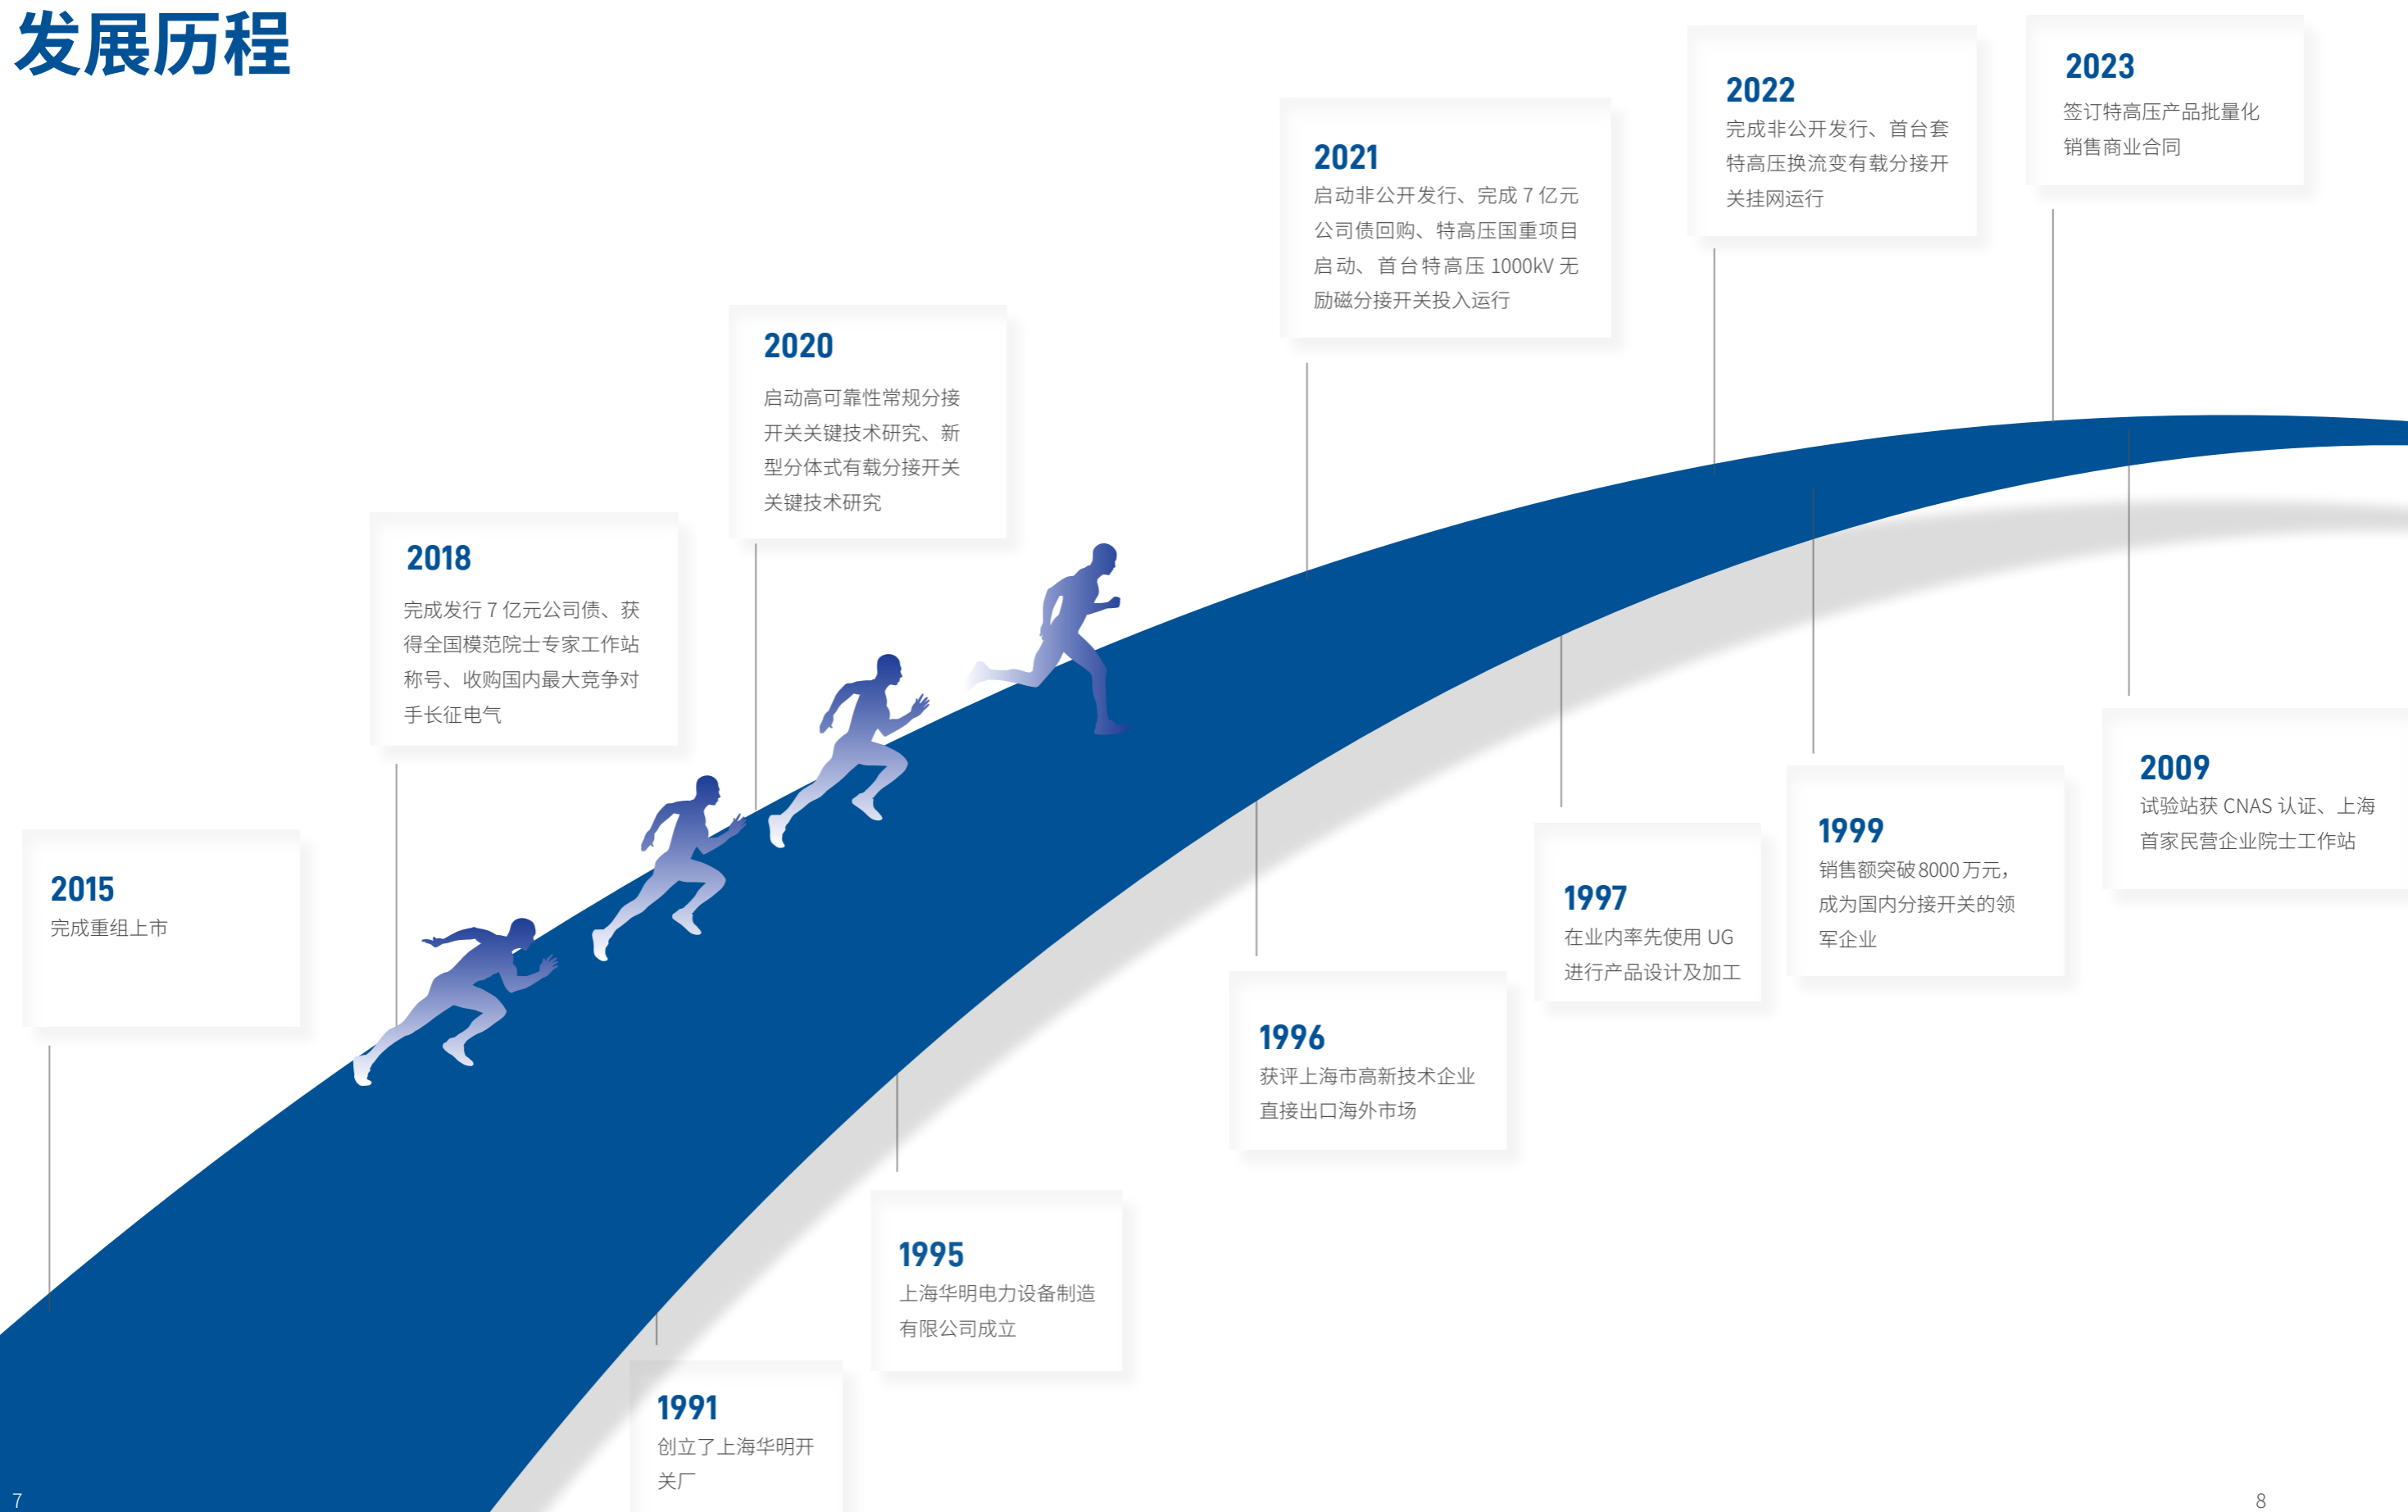 发展历程
2023
签订特高压产品批量化
销售商业合同
2022
完成非公开发行、首台套
特高压换流变有载分接开
关挂网运行
2021
启动非公开发行、完成 7 亿元
公司债回购、特高压国重项目
启动、首台特高压 1000kV 无
励磁分接开关投入运行
2020
启动高可靠性常规分接
开关关键技术研究、新
型分体式有载分接开关
关键技术研究
2018
完成发行 7 亿元公司债、获
得全国模范院士专家工作站
称号、收购国内最大竞争对
手长征电气
2015
完成重组上市
2009
试验站获 CNAS 认证、上海
首家民营企业院士工作站
1999
销售额突破8000万元，
成为国内分接开关的领
军企业
1997
在业内率先使用 UG
进行产品设计及加工
1996
获评上海市高新技术企业
直接出口海外市场
1995
上海华明电力设备制造
有限公司成立
1991
创立了上海华明开
关厂
7
8